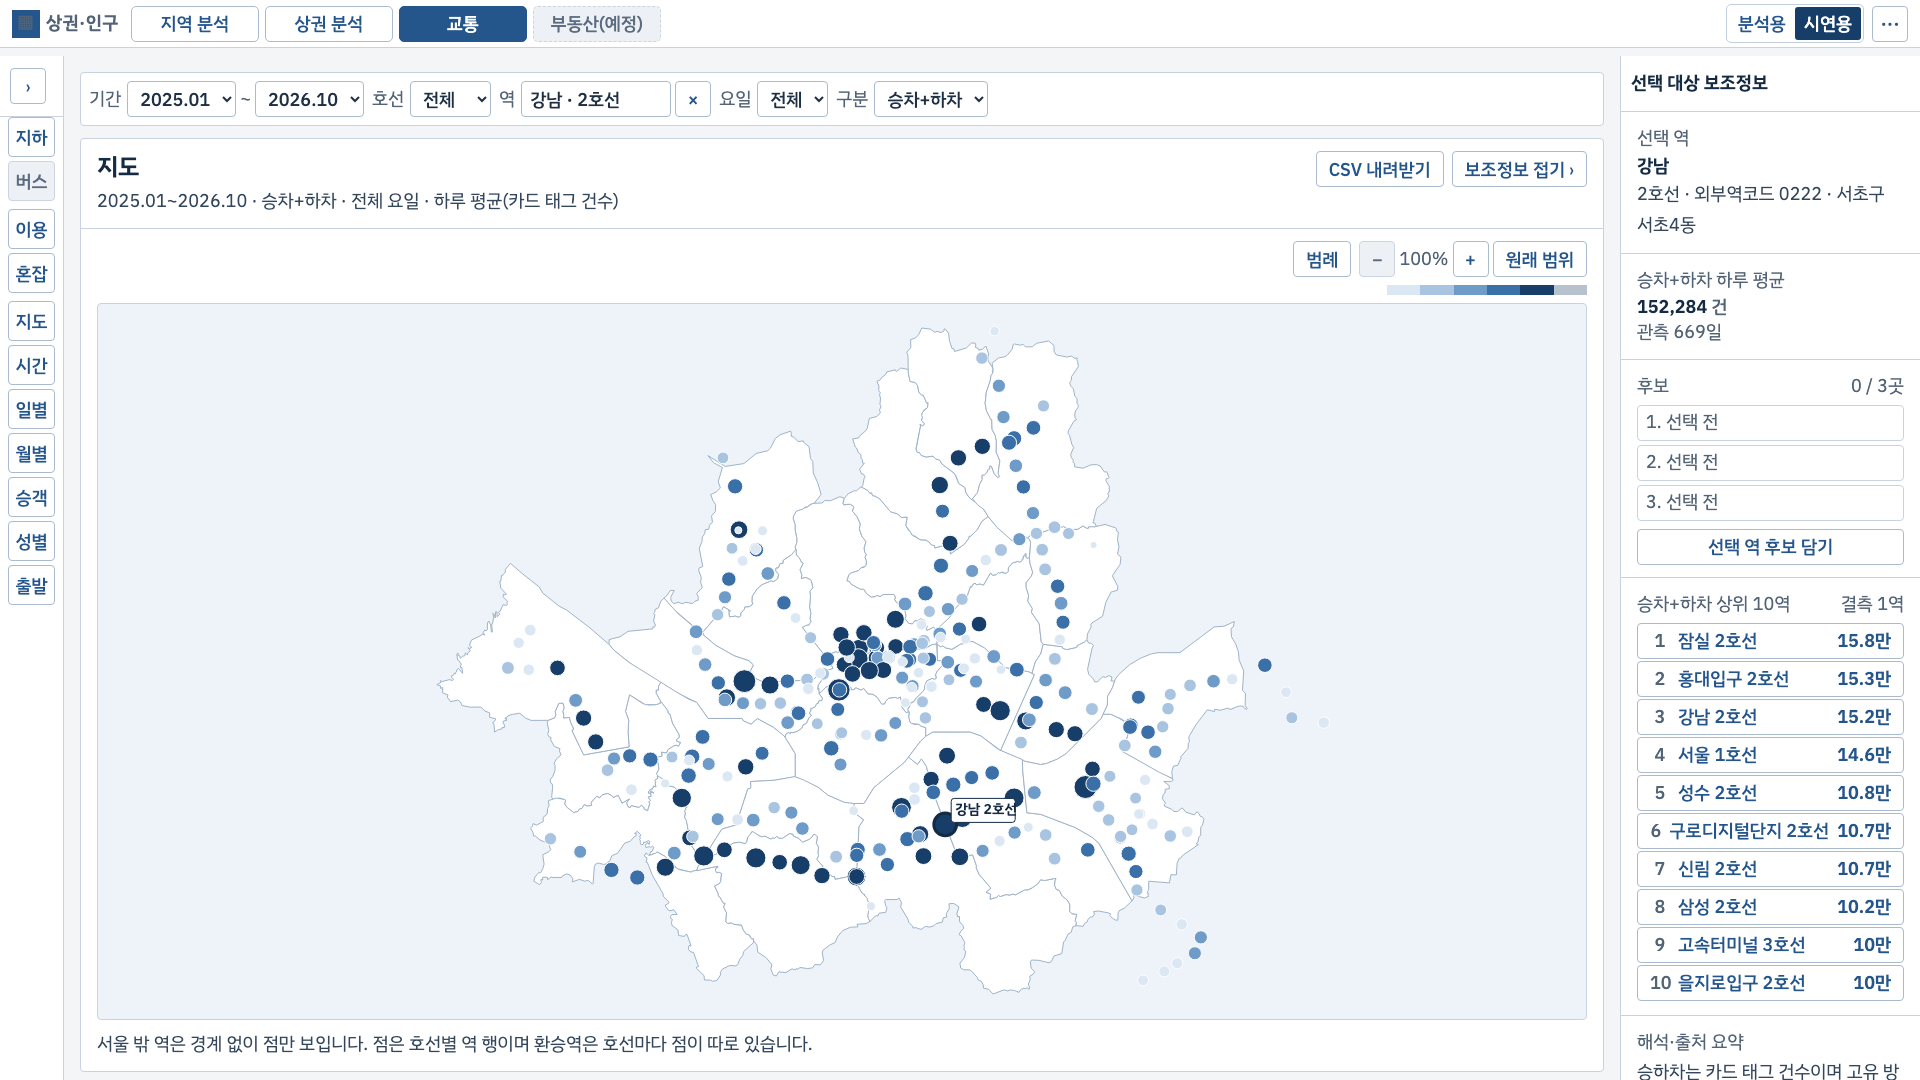 상권·인구 지역 분석 상권 분석 교통 부동산(예정) 분석용 시연용 ···
›
지하
버스
이용
혼잡
지도
시간
일별
월별
승객
성별
출발
기간 2025.01 ~ 2026.10 호선 전체 역 강남 · 2호선 × 요일 전체 구분 승차+하차
지도
CSV 내려받기 보조정보 접기 ›
2025.01~2026.10 · 승차+하차 · 전체 요일 · 하루 평균(카드 태그 건수)
범례 − 100% + 원래 범위
강남 2호선
서울 밖 역은 경계 없이 점만 보입니다. 점은 호선별 역 행이며 환승역은 호선마다 점이 따로 있습니다.
선택 대상 보조정보
선택 역
강남
2호선 · 외부역코드 0222 · 서초구
서초4동
승차+하차 하루 평균
152,284 건
관측 669일
후보 0 / 3곳
1. 선택 전
2. 선택 전
3. 선택 전
선택 역 후보 담기
승차+하차 상위 10역 결측 1역
1 잠실 2호선 15.8만
2 홍대입구 2호선 15.3만
3 강남 2호선 15.2만
4 서울 1호선 14.6만
5 성수 2호선 10.8만
6 구로디지털단지 2호선 10.7만
7 신림 2호선 10.7만
8 삼성 2호선 10.2만
9 고속터미널 3호선 10만
10 을지로입구 2호선 10만
해석·출처 요약
승하차는 카드 태그 건수이며 고유 방